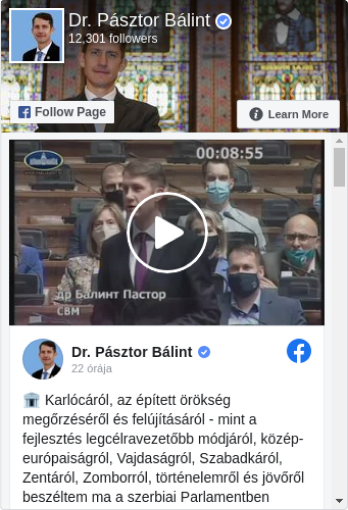 Dr. Pásztor Bálint
12,301 followers
Follow Page
Learn More
00:08:55
др Балинт Пастор
СВМ
Dr. Pásztor Bálint
22 órája
🏛️ Karlócáról, az épített örökség
megőrzéséről és felújításáról - mint a
fejlesztés legcélravezetőbb módjáról, közép-
európaiságról, Vajdaságról, Szabadkáról,
Zentáról, Zomborról, történelemről és jövőről
beszéltem ma a szerbiai Parlamentben